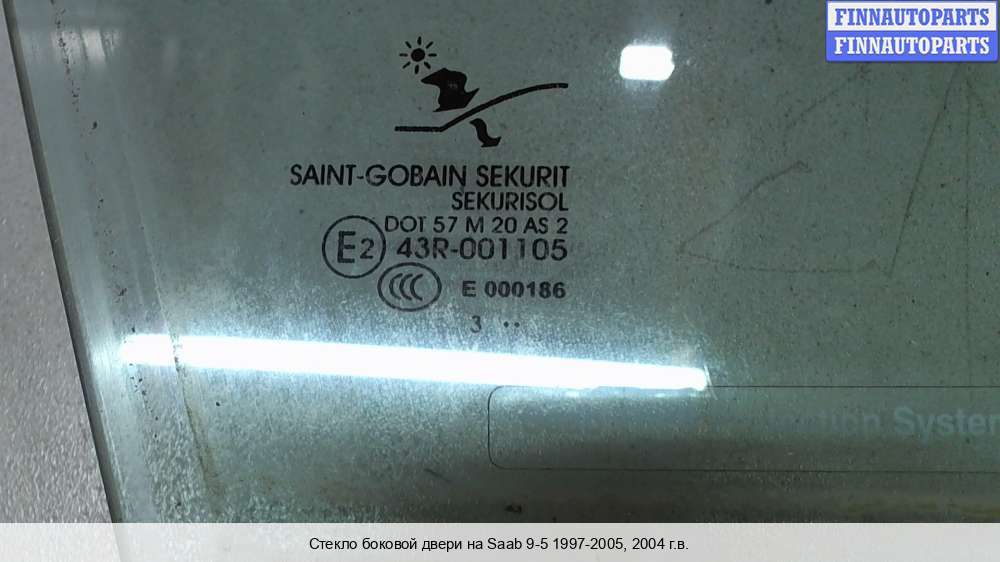 FINNAUTOPARTS
FINNAUTOPARTS
SAINT-GOBAIN SEKURIT
SEKURISOL
DOT 57 M 20 AS 2
E2 43R-001105
CCC E 000186
3 ..
System
Стекло боковой двери на Saab 9-5 1997-2005, 2004 г.в.